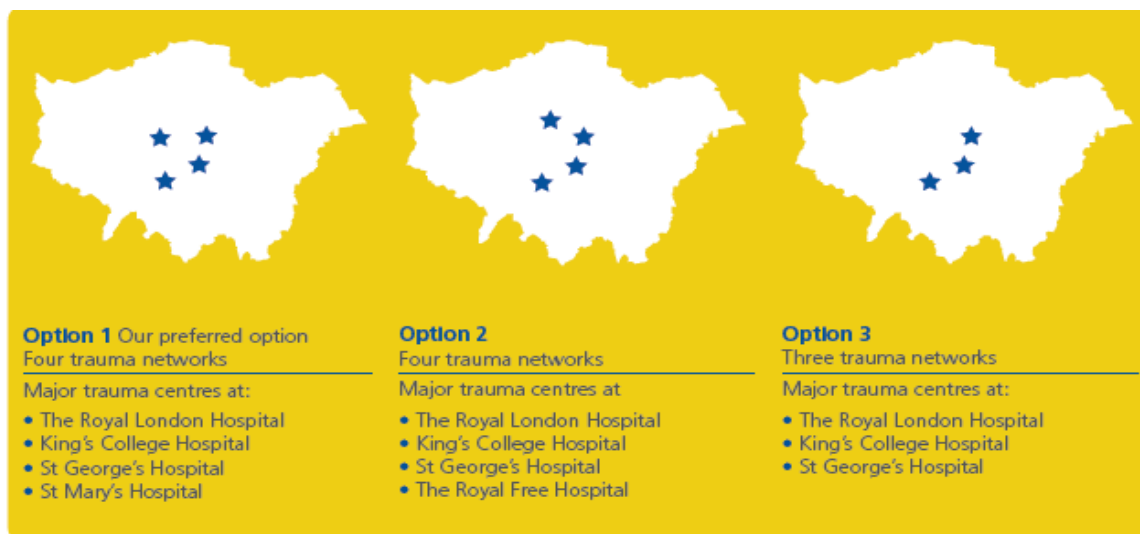 Option 1 Our preferred option
Four trauma networks
Major trauma centres at:
• The Royal London Hospital
• King's College Hospital
• St George's Hospital
• St Mary's Hospital
Option 2
Four trauma networks
Major trauma centres at
• The Royal London Hospital
• King's College Hospital
• St George's Hospital
• The Royal Free Hospital
Option 3
Three trauma networks
Major trauma centres at:
• The Royal London Hospital
• King's College Hospital
• St George's Hospital